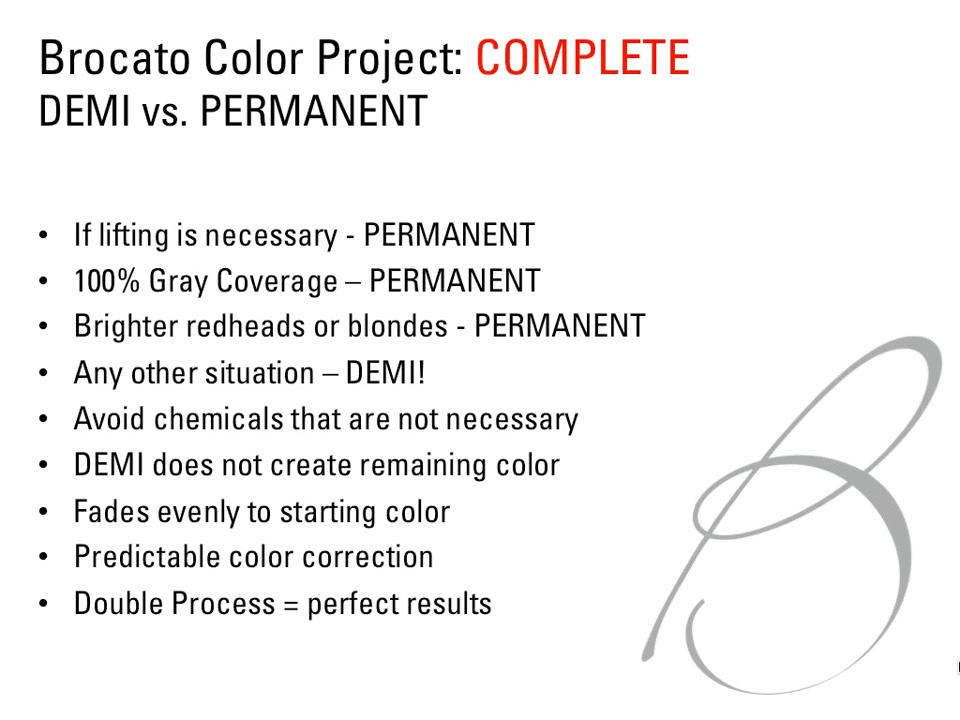 Brocato Color Project: COMPLETE
DEMI vs. PERMANENT
• If lifting is necessary - PERMANENT
• 100% Gray Coverage – PERMANENT
• Brighter redheads or blondes - PERMANENT
• Any other situation – DEMI!
• Avoid chemicals that are not necessary
• DEMI does not create remaining color
• Fades evenly to starting color
• Predictable color correction
• Double Process = perfect results